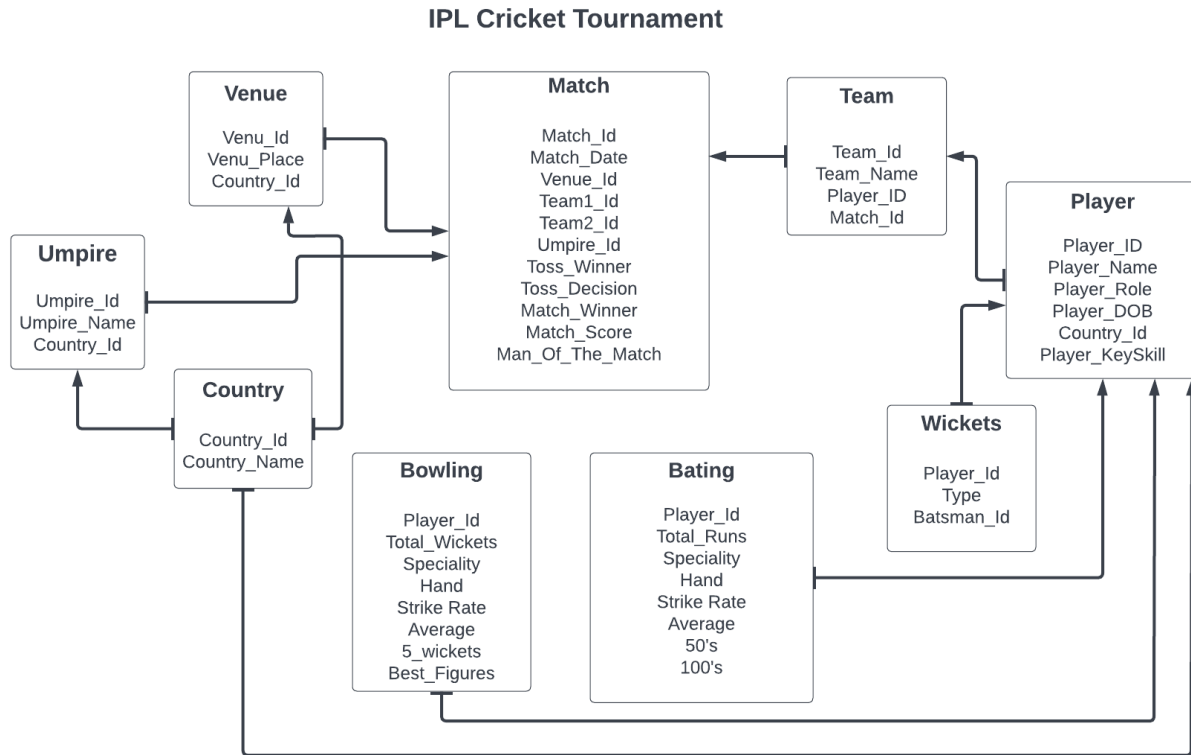 IPL Cricket Tournament
Venue
Venu_Id
Venu_Place
Country_Id
Match
Match_Id
Match_Date
Venue_Id
Team1_Id
Team2_Id
Umpire_Id
Toss_Winner
Toss_Decision
Match_Winner
Match_Score
Man_Of_The_Match
Team
Team_Id
Team_Name
Player_ID
Match_Id
Player
Player_ID
Player_Name
Player_Role
Player_DOB
Country_Id
Player_KeySkill
Umpire
Umpire_Id
Umpire_Name
Country_Id
Country
Country_Id
Country_Name
Bowling
Player_Id
Total_Wickets
Speciality
Hand
Strike Rate
Average
5_wickets
Best_Figures
Bating
Player_Id
Total_Runs
Speciality
Hand
Strike Rate
Average
50's
100's
Wickets
Player_Id
Type
Batsman_Id